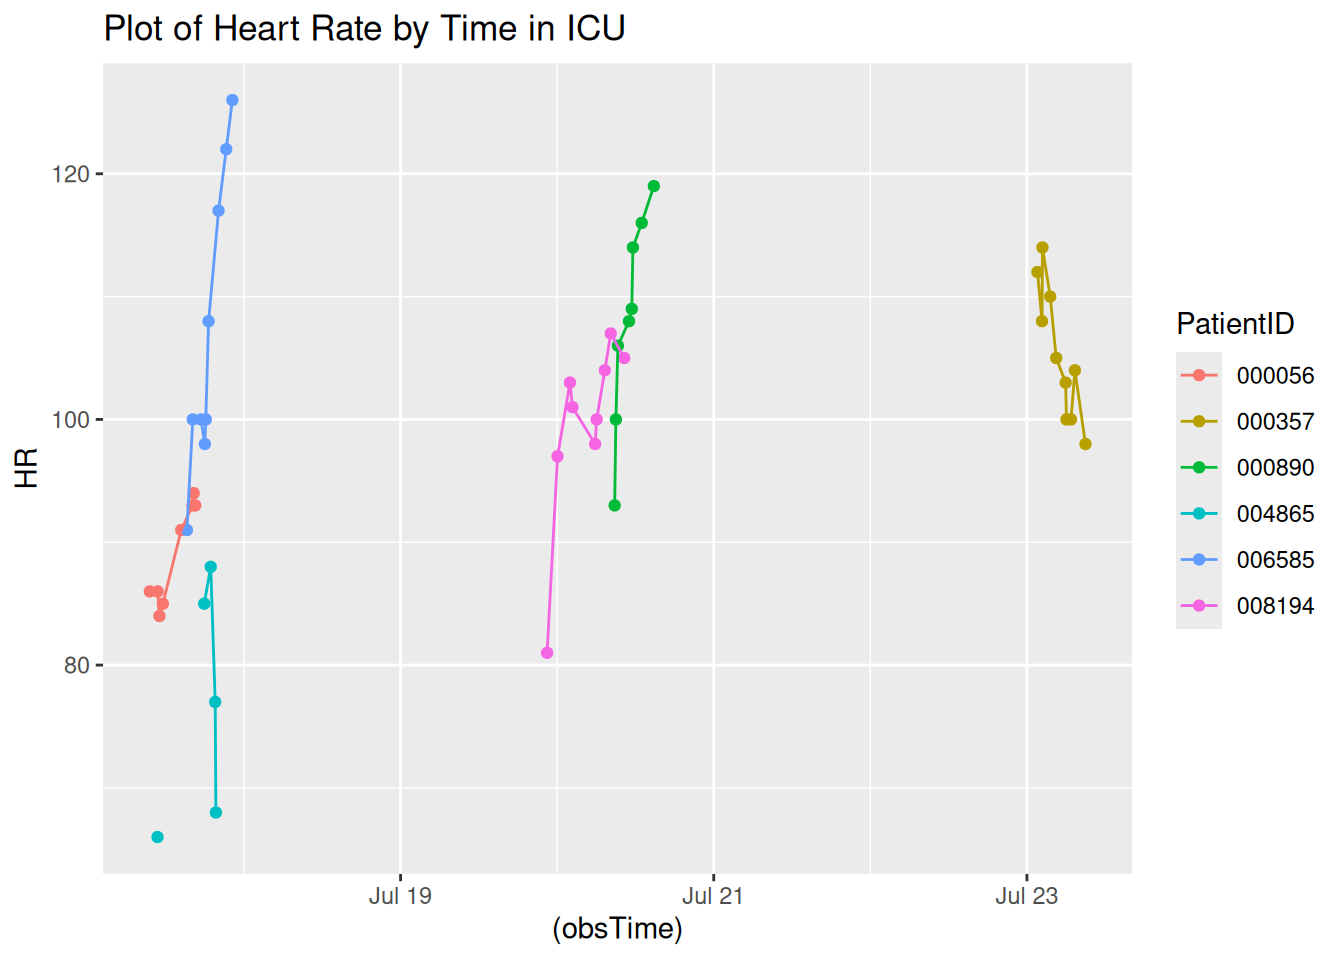 Plot of Heart Rate by Time in ICU
120
100
80
HR
Jul 19
Jul 21
Jul 23
(obsTime)
PatientID
000056
000357
000890
004865
006585
008194